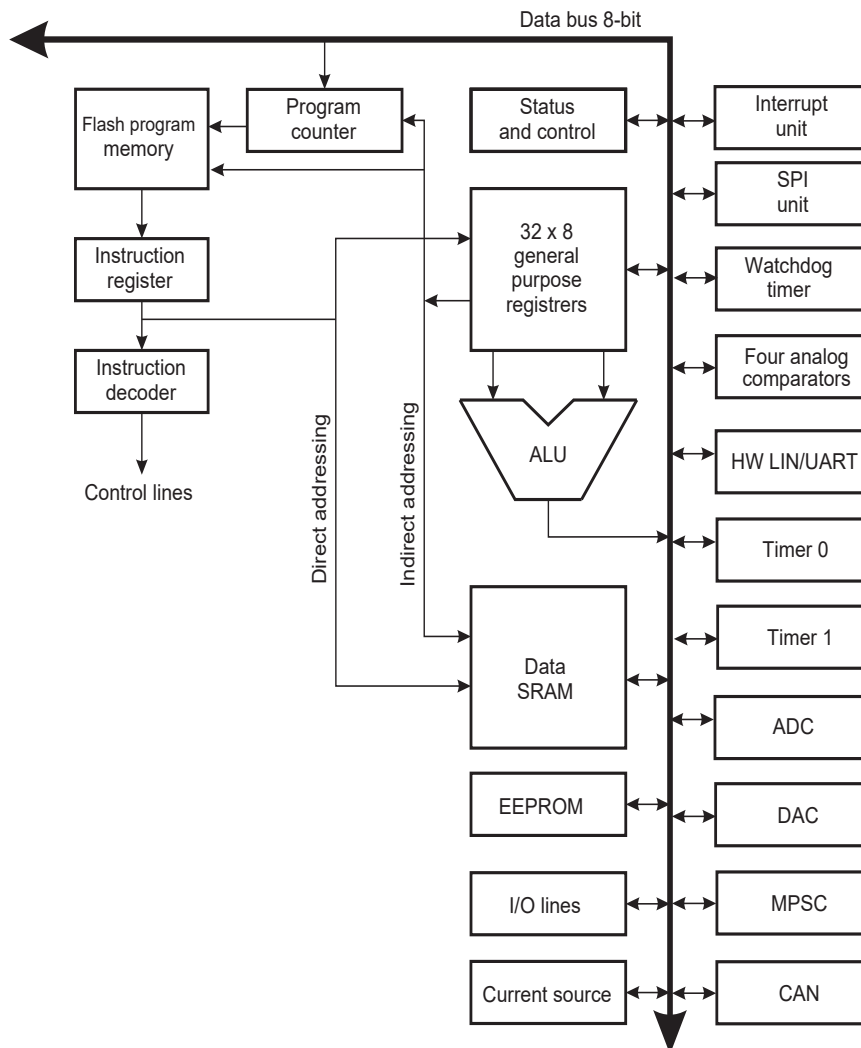 Data bus 8-bit
Flash program
memory
Program
counter
Status
and control
Interrupt
unit
SPI
unit
Instruction
register
32 x 8
general
purpose
registrers
Watchdog
timer
Instruction
decoder
Four analog
comparators
Direct addressing
Indirect addressing
ALU
HW LIN/UART
Control lines
Timer 0
Data
SRAM
Timer 1
ADC
EEPROM
DAC
I/O lines
MPSC
Current source
CAN